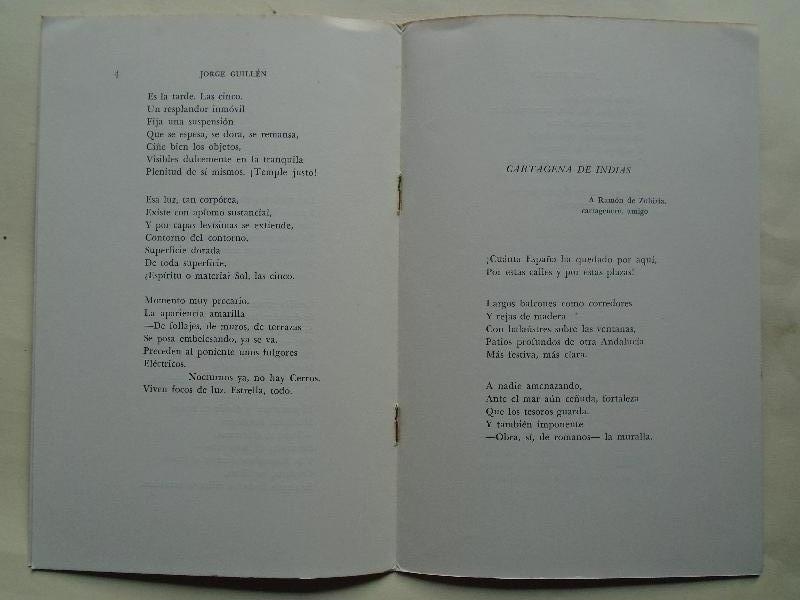 4 JORGE GUILLÉN
Es la tarde. Las cinco.
Un resplandor inmóvil
Fija una suspensión
Que se espesa, se dora, se remansa,
Ciñe bien los objetos,
Visibles dulcemente en la tranquila
Plenitud de sí mismos. ¡Temple justo!
Esa luz, tan corpórea,
Existe con aplomo sustancial,
Y por capas levísimas se extiende,
Contorno del contorno,
Superficie dorada
De toda superficie.
¿Espíritu o materia? Sol, las cinco.
Momento muy precario.
La apariencia amarilla
—De follajes, de muros, de terrazas
Se posa embelesando, ya se va.
Preceden al poniente unos fulgores
Eléctricos.
Nocturnos ya, no hay Cerros.
Viven focos de luz. Estrella, todo.
CARTAGENA DE INDIAS
A Ramón de Zubiría,
cartagenero, amigo
¡Cuánta España ha quedado por aquí,
Por estas calles y por estas plazas!
Largos balcones como corredores
Y rejas de madera
Con balaústres sobre las ventanas,
Patios profundos de otra Andalucía
Más festiva, más clara.
A nadie amenazando,
Ante el mar aún ceñuda, fortaleza
Que los tesoros guarda.
Y también imponente
—Obra, sí, de romanos— la muralla.